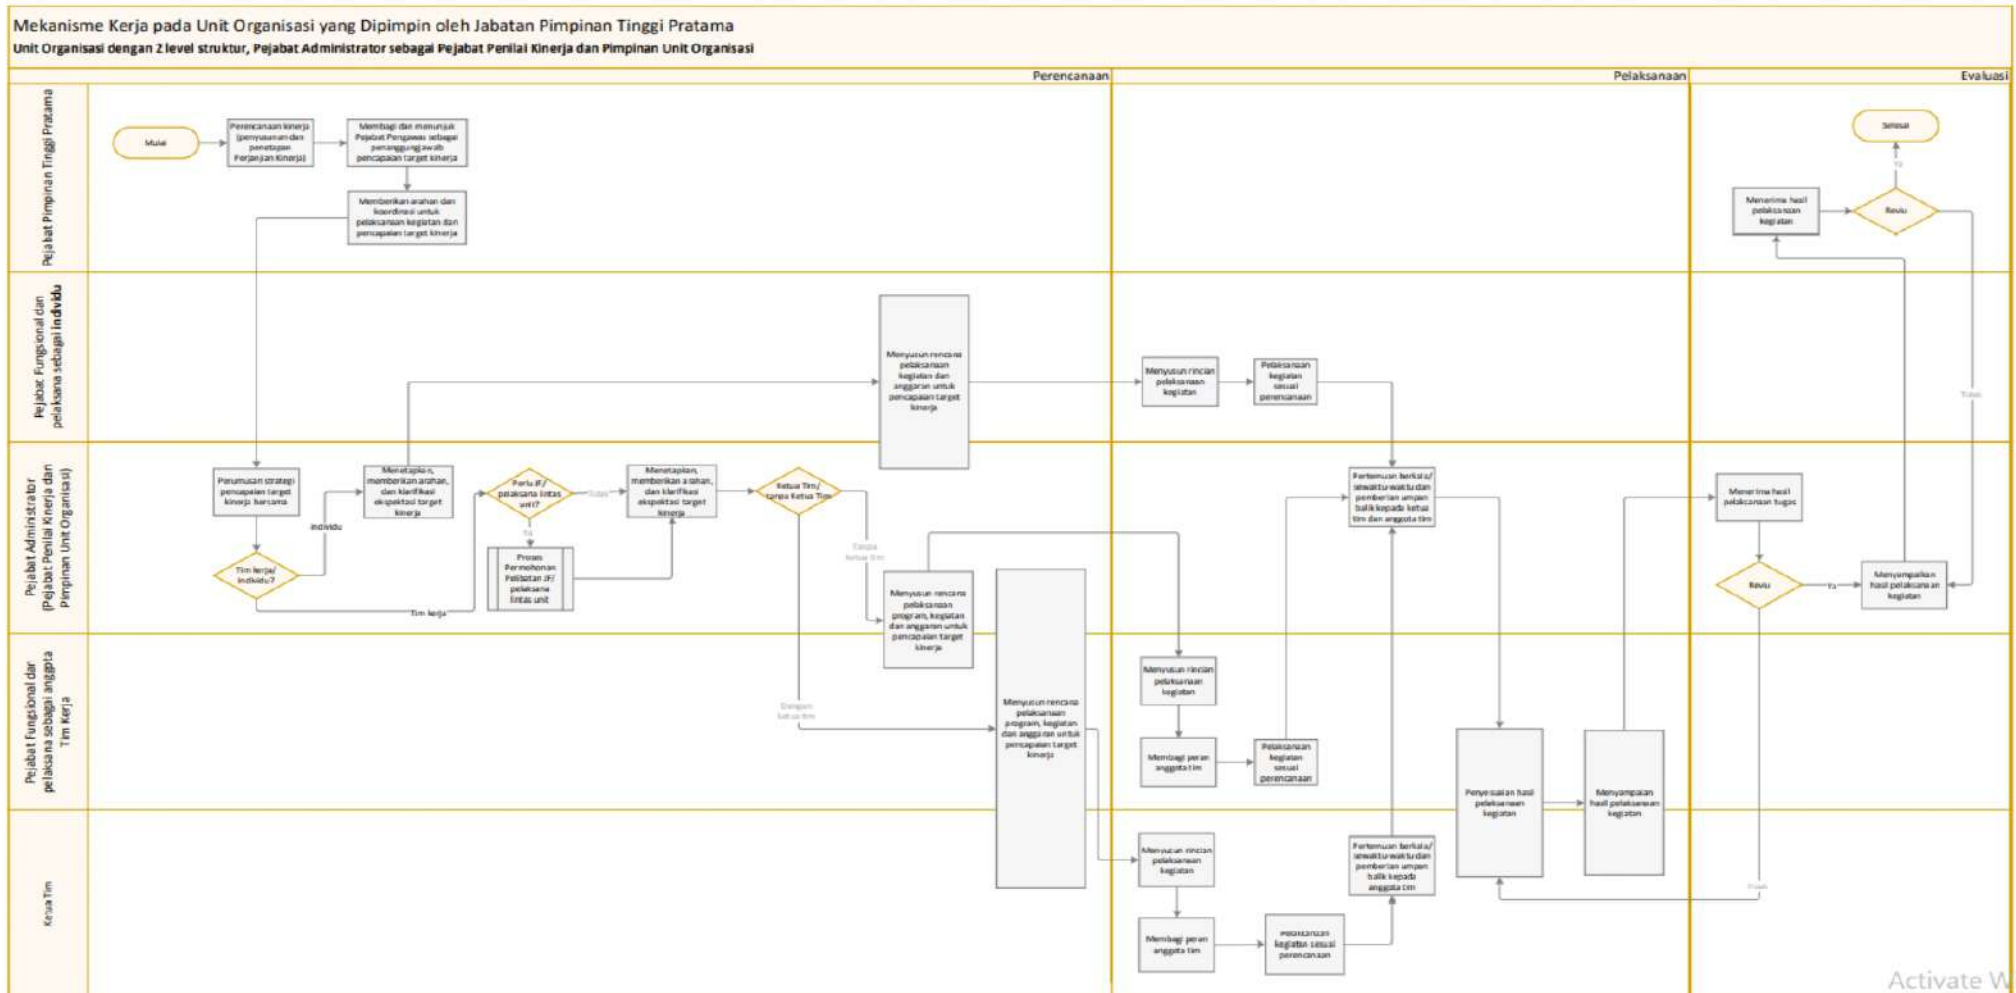 Mekanisme Kerja pada Unit Organisasi yang Dipimpin oleh Jabatan Pimpinan Tinggi Pratama
Unit Organisasi dengan 2 level struktur, Pejabat Administrator sebagai Pejabat Penilai Kinerja dan Pimpinan Unit Organisasi
Perencanaan
Pelaksanaan
Evaluasi
Pejabat Pimpinan Tinggi Pratama
Mulai
Perencanaan kinerja
(penyusunan dan
penetapan
Perjanjian Kinerja)
Membagi dan menunjuk
Pejabat Pengawas sebagai
penanggungjawab
pencapaian target kinerja
Memberikan arahan dan
koordinasi untuk
pelaksanaan kegiatan dan
pencapaian target kinerja
Selesai
Ya
Menerima hasil
pelaksanaan
kegiatan
Reviu
Pejabat Fungsional dan
pelaksana sebagai individu
Menyusun rencana
pelaksanaan
kegiatan dan
anggaran untuk
pencapaian target
kinerja
Menyusun rincian
pelaksanaan
kegiatan
Pelaksanaan
kegiatan
sesuai
perencanaan
Tidak
Pejabat Administrator
(Pejabat Penilai Kinerja dan
Pimpinan Unit Organisasi)
Perumusan strategi
pencapaian target
kinerja bersama
Tim kerja/
individu?
individu
Tim kerja
Menetapkan,
memberikan arahan,
dan klarifikasi
ekspektasi target
kinerja
Perlu JF/
pelaksana lintas
unit?
Tidak
Ya
Proses
Permohonan
Pelibatan JF/
pelaksana
lintas unit
Menetapkan,
memberikan arahan,
dan klarifikasi
ekspektasi target
kinerja
Ketua Tim/
tanpa Ketua Tim
Tanpa
ketua tim
Dengan
ketua tim
Menyusun rencana
pelaksanaan
program, kegiatan
dan anggaran untuk
pencapaian target
kinerja
Pertemuan berkala/
sewaktu-waktu dan
pemberian umpan
balik kepada ketua
tim dan anggota tim
Menerima hasil
pelaksanaan tugas
Reviu
Ya
Menyampaikan
hasil pelaksanaan
kegiatan
Pejabat Fungsional dan
pelaksana sebagai anggota
Tim Kerja
Menyusun rencana
pelaksanaan
program, kegiatan
dan anggaran untuk
pencapaian target
kinerja
Menyusun rincian
pelaksanaan
kegiatan
Membagi peran
anggota tim
Pelaksanaan
kegiatan
sesuai
perencanaan
Penyesuaian hasil
pelaksanaan
kegiatan
Menyampaian
hasil pelaksanaan
kegiatan
Ketua Tim
Menyusun rincian
pelaksanaan
kegiatan
Membagi peran
anggota tim
Pelaksanaan
kegiatan sesuai
perencanaan
Pertemuan berkala/
sewaktu-waktu dan
pemberian umpan
balik kepada
anggota tim
Tidak
Activate W